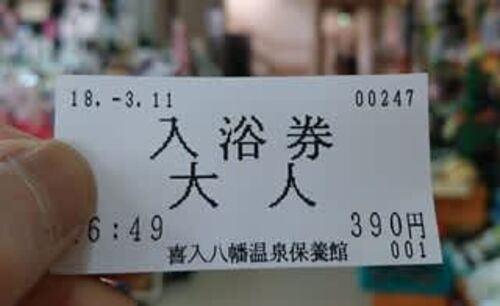 18.-3.11 00247
入浴券
大人
6:49 390円
喜入八幡温泉保養館 001